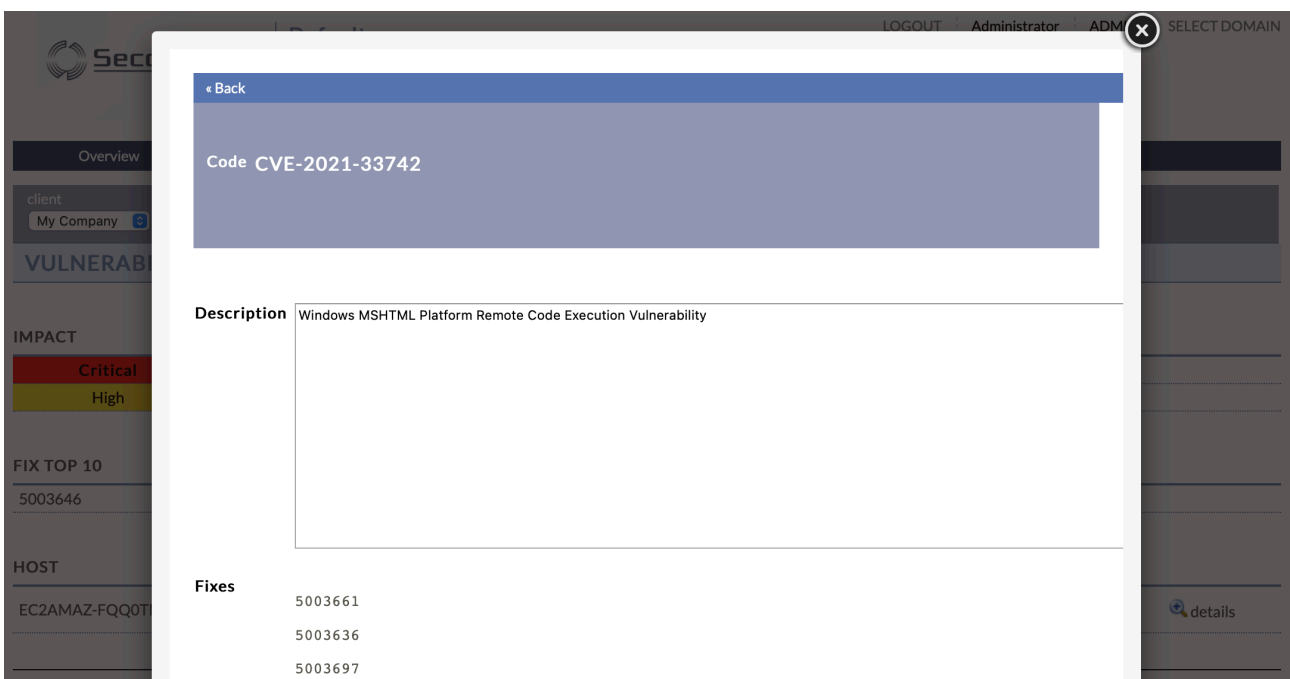 LOGOUT Administrator SELECT DOMAIN
« Back
Overview
Code CVE-2021-33742
client
My Company
Description Windows MSHTML Platform Remote Code Execution Vulnerability
IMPACT
Critical
High
FIX TOP 10
5003646
HOST
Fixes
5003661
details
5003636
5003697